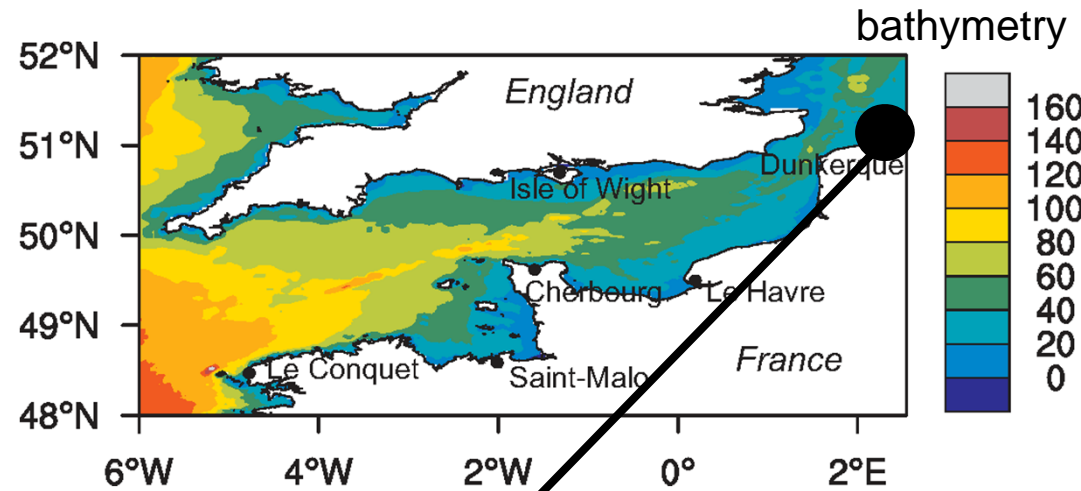 bathymetry
52°N
51°N
50°N
49°N
48°N
6°W
4°W
2°W
0°
2°E
England
Dunkerque
Isle of Wight
Cherbourg
Le Havre
France
Le Conquet
Saint-Malo
160
140
120
100
80
60
40
20
0